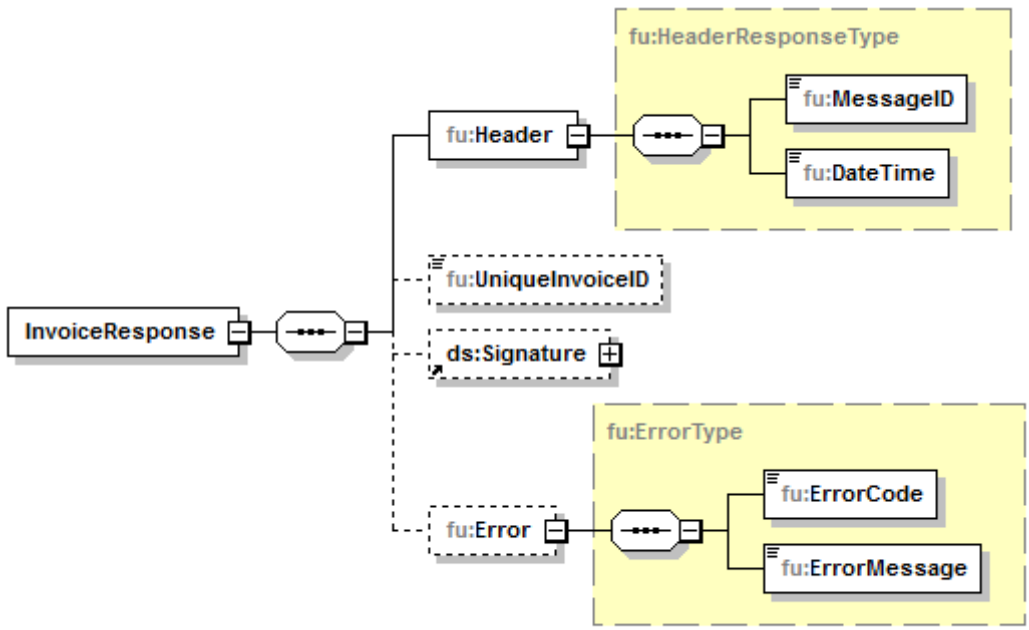 fu:HeaderResponseType
fu:MessageID
fu:Header
fu:DateTime
fu:UniqueInvoiceID
InvoiceResponse
ds:Signature
fu:ErrorType
fu:ErrorCode
fu:Error
fu:ErrorMessage